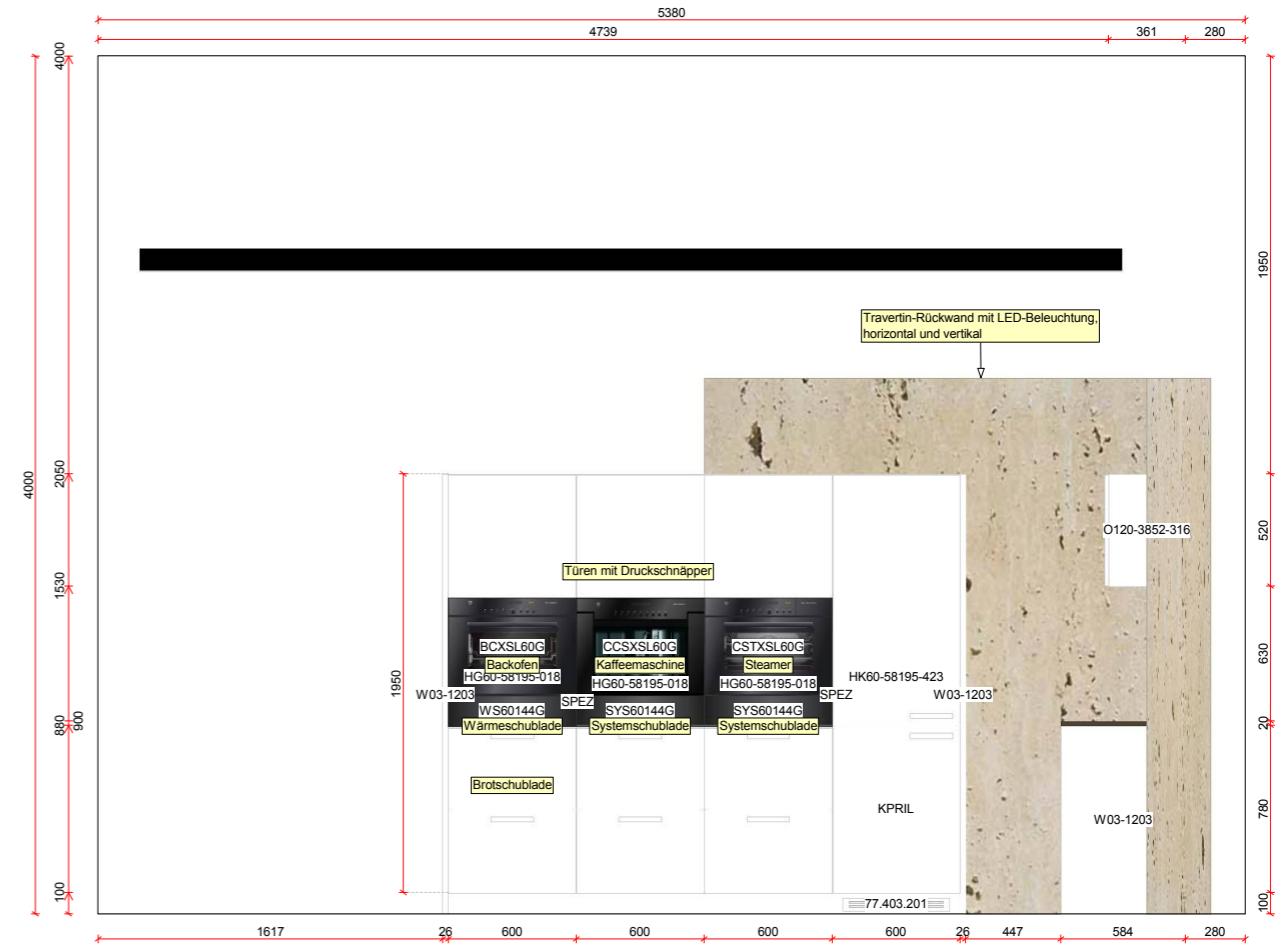 5380
4739 361 280
4000
4000
1950
Travertin-Rückwand mit LED-Beleuchtung,
horizontal und vertikal
2050
520
O120-3852-316
1530
Türen mit Druckschnäpper
BCXSL60G CCSXSL60G CSTXSL60G
Backofen Kaffeemaschine Steamer
HG60-58195-018 HG60-58195-018 HG60-58195-018
HK60-58195-423
630
1950
W03-1203 SPEZ SPEZ W03-1203
WS60144G SYS60144G SYS60144G
Wärmeschublade Systemschublade Systemschublade
880
900
20
Brotschublade
KPRIL
W03-1203
780
100
77.403.201
100
1617 26 600 600 600 600 26 447 584 280